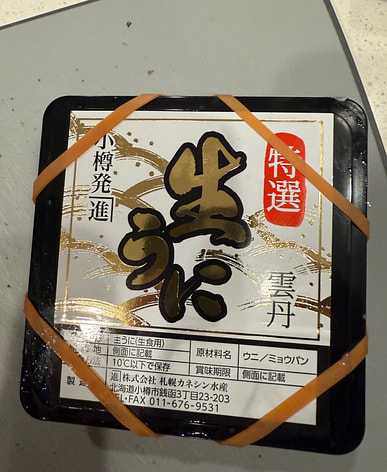 特選
生うに
小樽発進
雲丹
生うに(生食用)
側面に記載
原材料名 ウニ/ミョウバン
10℃以下で保存
賞味期限 側面に記載
株式会社 札幌カネシン水産
北海道小樽市銭函3丁目23-203
TEL・FAX 011-676-9531